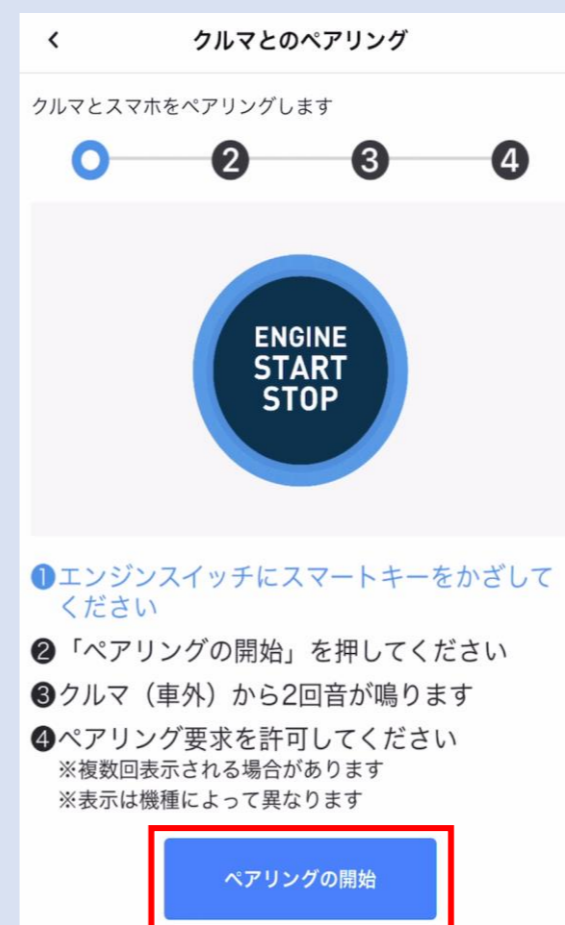 クルマとのペアリング
クルマとスマホをペアリングします
2 3 4
ENGINE
START
STOP
❶エンジンスイッチにスマートキーをかざして
ください
❷「ペアリングの開始」を押してください
❸クルマ（車外）から2回音が鳴ります
❹ペアリング要求を許可してください
※複数回表示される場合があります
※表示は機種によって異なります
ペアリングの開始